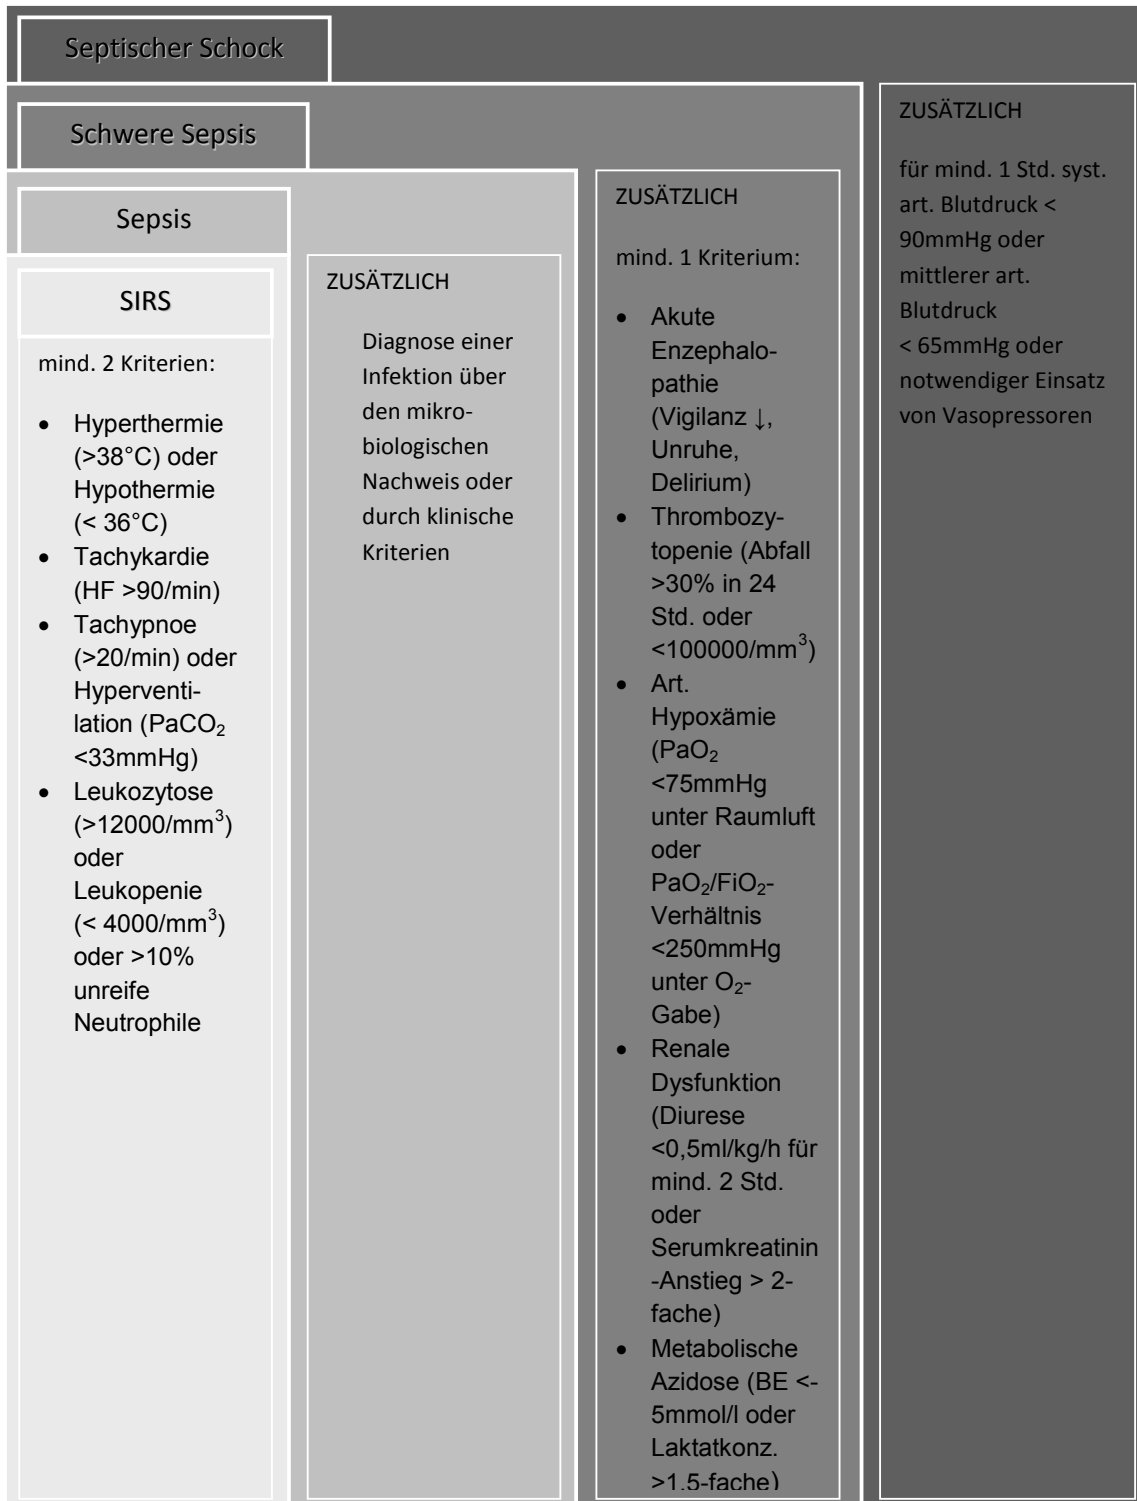 Septischer Schock
Schwere Sepsis
Sepsis
SIRS
mind. 2 Kriterien:
• Hyperthermie
(>38°C) oder
Hypothermie
(< 36°C)
• Tachykardie
(HF >90/min)
• Tachypnoe
(>20/min) oder
Hyperventi-
lation (PaCO₂
<33mmHg)
• Leukozytose
(>12000/mm³)
oder
Leukopenie
(< 4000/mm³)
oder >10%
unreife
Neutrophile
ZUSÄTZLICH
Diagnose einer
Infektion über
den mikro-
biologischen
Nachweis oder
durch klinische
Kriterien
ZUSÄTZLICH
mind. 1 Kriterium:
• Akute
Enzephalo-
pathie
(Vigilanz ↓,
Unruhe,
Delirium)
• Thrombozy-
topenie (Abfall
>30% in 24
Std. oder
<100000/mm³)
• Art.
Hypoxämie
(PaO₂
<75mmHg
unter Raumluft
oder
PaO₂/FiO₂-
Verhältnis
<250mmHg
unter O₂-
Gabe)
• Renale
Dysfunktion
(Diurese
<0,5ml/kg/h für
mind. 2 Std.
oder
Serumkreatinin
-Anstieg > 2-
fache)
• Metabolische
Azidose (BE <-
5mmol/l oder
Laktatkonz.
>1,5-fache)
ZUSÄTZLICH
für mind. 1 Std. syst.
art. Blutdruck <
90mmHg oder
mittlerer art.
Blutdruck
< 65mmHg oder
notwendiger Einsatz
von Vasopressoren